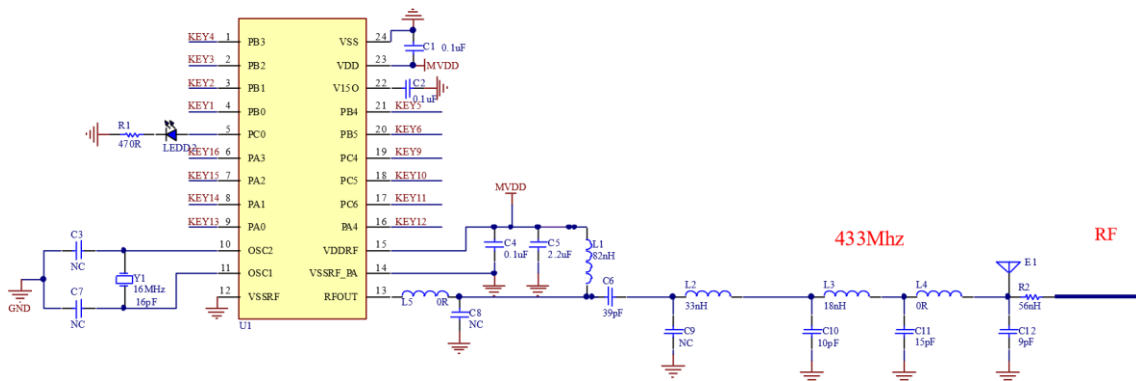 KEY4 1 PB3 VSS 24
C1 0.1uF
KEY3 2 PB2 VDD 23 MVDD
KEY2 3 PB1 V15O 22 C2
0.1uF
KEY1 4 PB0 PB4 21 KEY5
R1
470R
LEDD2
5 PC0 PB5 20 KEY6
KEY16 6 PA3 PC4 19 KEY9
KEY15 7 PA2 PC5 18 KEY10
KEY14 8 PA1 PC6 17 KEY11
KEY13 9 PA0 PA4 16 KEY12
MVDD
C3
NC
10 OSC2 VDDRF 15
C4
0.1uF
C5
2.2uF
L1
82nH
433Mhz
RF
Y1
16MHz
16pF
11 OSC1 VSSRF_PA 14
GND
C7
NC
12 VSSRF RFOUT 13
U1
L5 0R
C8
NC
C6
39pF
L2
33nH
C9
NC
L3
18nH
C10
10pF
L4
0R
C11
15pF
E1
R2
56nH
C12
9pF